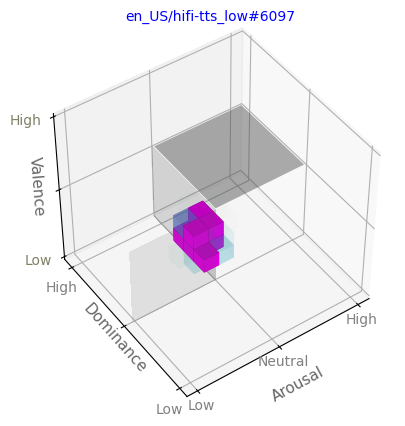 en_US/hifi-tts_low#6097
High
Valence
Low
High
Dominance
Low
Low
Neutral
Arousal
High